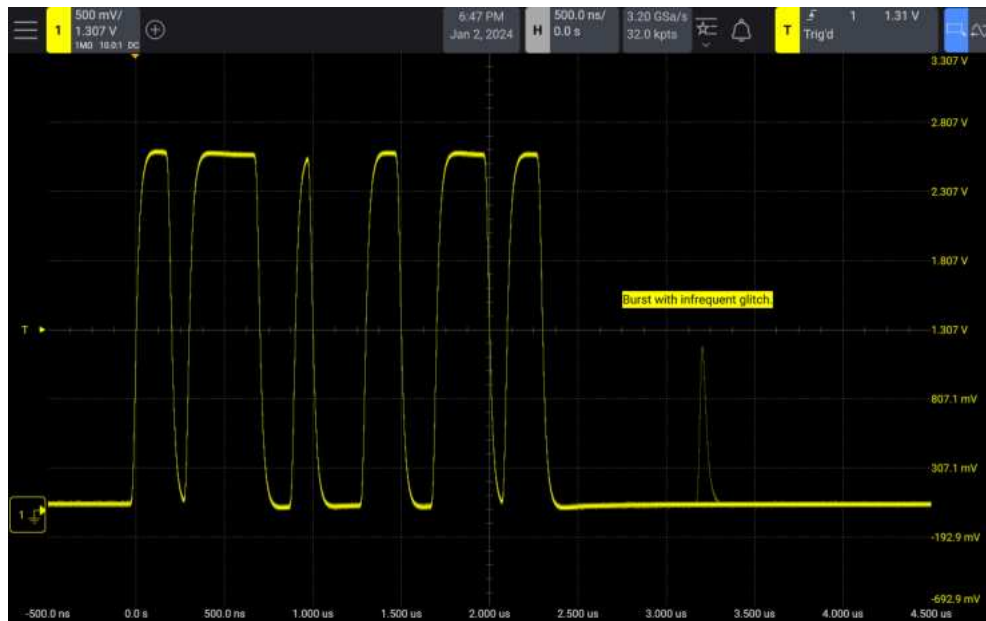 1
500 mV/
1.307 V
1MΩ 10.0:1 DC
6:47 PM
Jan 2, 2024
H
500.0 ns/
0.0 s
3.20 GSa/s
32.0 kpts
T
1
1.31 V
Trig'd
3.307 V
2.807 V
2.307 V
1.807 V
Burst with infrequent glitch.
T
1.307 V
807.1 mV
307.1 mV
1
-192.9 mV
-692.9 mV
-500.0 ns
0.0 s
500.0 ns
1.000 us
1.500 us
2.000 us
2.500 us
3.000 us
3.500 us
4.000 us
4.500 us